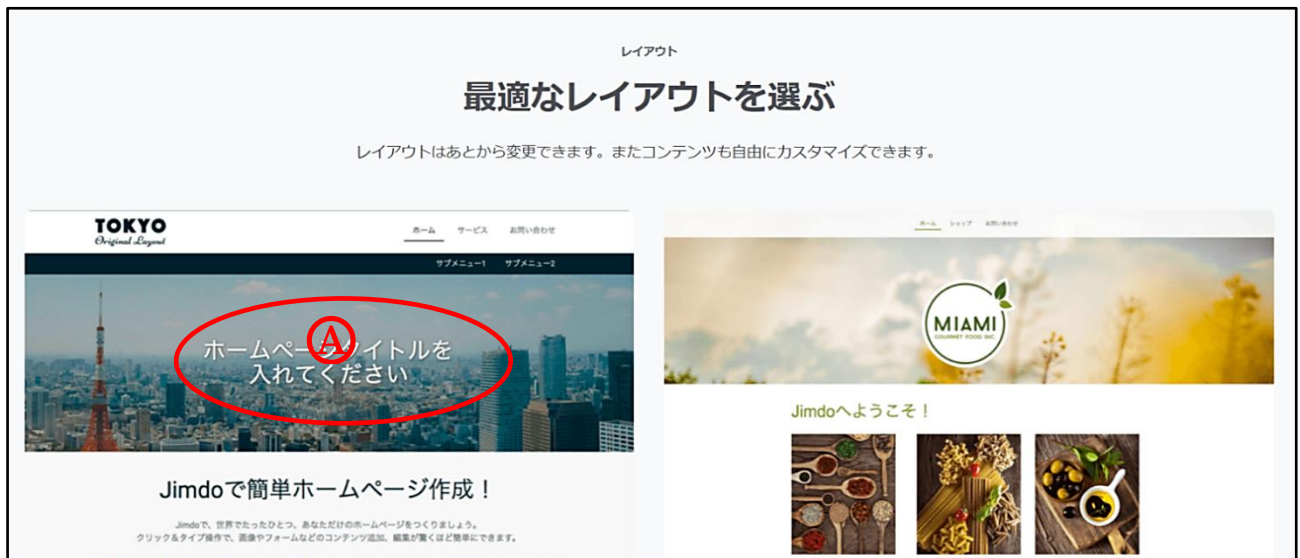 レイアウト
最適なレイアウトを選ぶ
レイアウトはあとから変更できます。またコンテンツも自由にカスタマイズできます。
TOKYO
Original Layout
ホーム サービス お問い合わせ
サブメニュー1 サブメニュー2
A
ホームページタイトルを
入れてください
Jimdoで簡単ホームページ作成！
Jimdoで、世界でたったひとつ、あなただけのホームページをつくりましょう。
クリック&タイプ操作で、画像やフォームなどのコンテンツ追加、編集が驚くほど簡単にできます。
ホーム ショップ お問い合わせ
MIAMI
GOURMET FOOD INC.
Jimdoへようこそ！